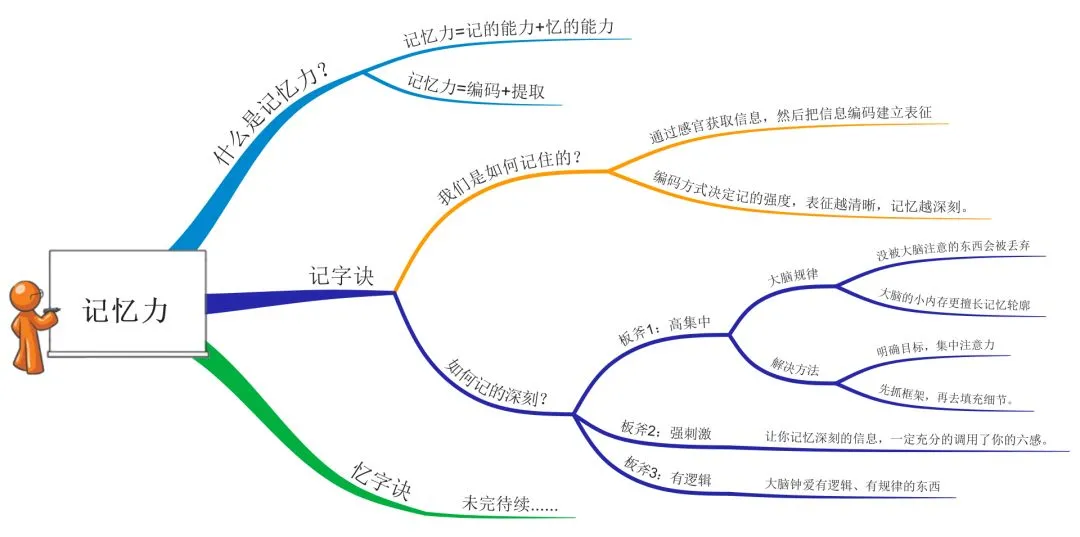 记忆力
什么是记忆力？
记忆力=记的能力+忆的能力
记忆力=编码+提取
记字诀
我们是如何记住的？
通过感官获取信息，然后把信息编码建立表征
编码方式决定记的强度，表征越清晰，记忆越深刻。
如何记的深刻？
板斧1：高集中
大脑规律
没被大脑注意的东西会被丢弃
大脑的小内存更擅长记忆轮廓
解决方法
明确目标，集中注意力
先抓框架，再去填充细节。
板斧2：强刺激
让你记忆深刻的信息，一定充分的调用了你的六感。
板斧3：有逻辑
大脑钟爱有逻辑、有规律的东西
忆字诀
未完待续......